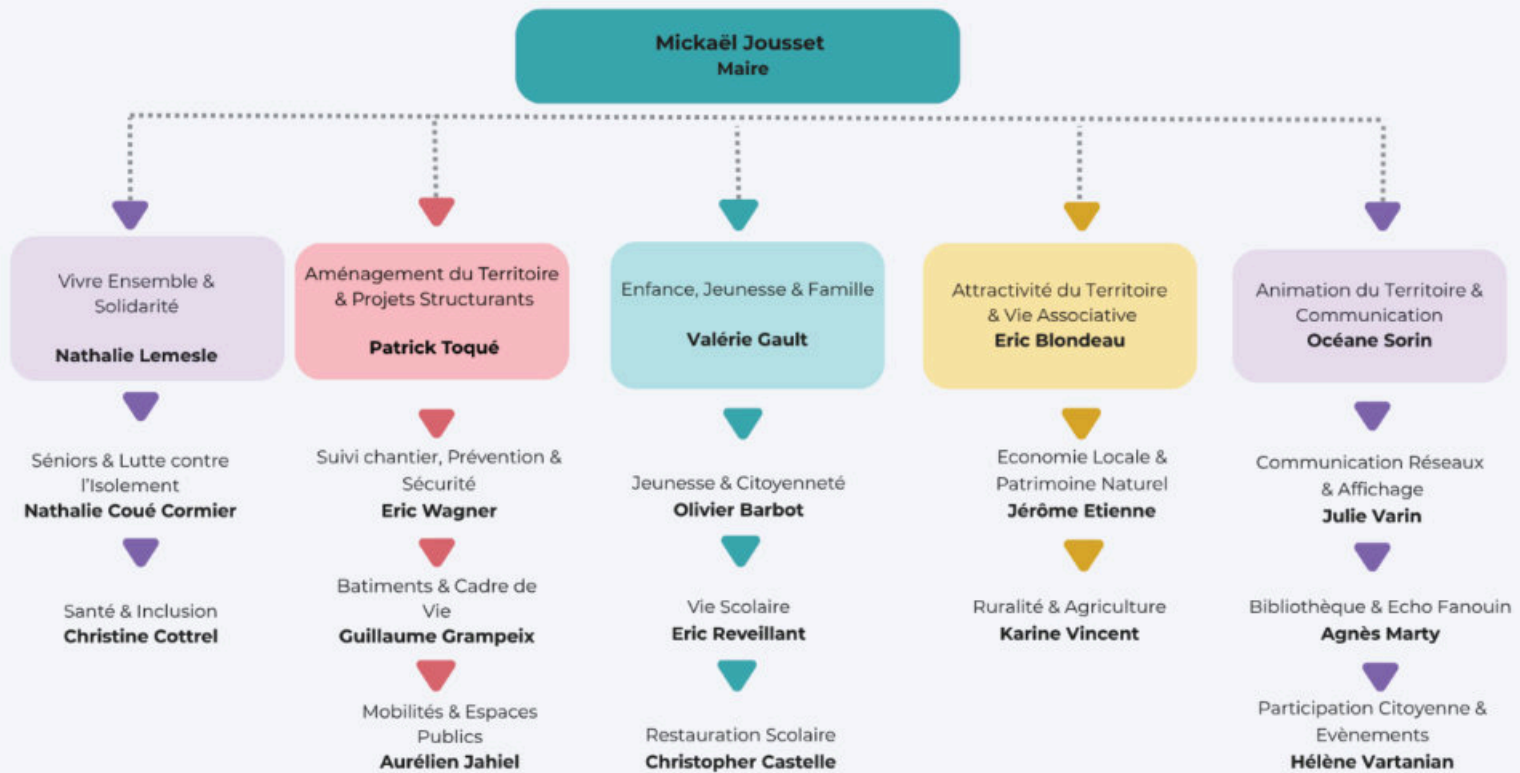 Mickaël Jousset
Maire
Vivre Ensemble &
Solidarité
Nathalie Lemesle
Aménagement du Territoire
& Projets Structurants
Patrick Toqué
Enfance, Jeunesse & Famille
Valérie Gault
Attractivité du Territoire
& Vie Associative
Eric Blondeau
Animation du Territoire &
Communication
Océane Sorin
Séniors & Lutte contre
l'Isolement
Nathalie Coué Cormier
Suivi chantier, Prévention &
Sécurité
Eric Wagner
Jeunesse & Citoyenneté
Olivier Barbot
Economie Locale &
Patrimoine Naturel
Jérôme Etienne
Communication Réseaux
& Affichage
Julie Varin
Santé & Inclusion
Christine Cottrel
Batiments & Cadre de
Vie
Guillaume Grampeix
Vie Scolaire
Eric Reveillant
Ruralité & Agriculture
Karine Vincent
Bibliothèque & Echo Fanouin
Agnès Marty
Mobilités & Espaces
Publics
Aurélien Jahiel
Restauration Scolaire
Christopher Castelle
Participation Citoyenne &
Evènements
Hélène Vartanian